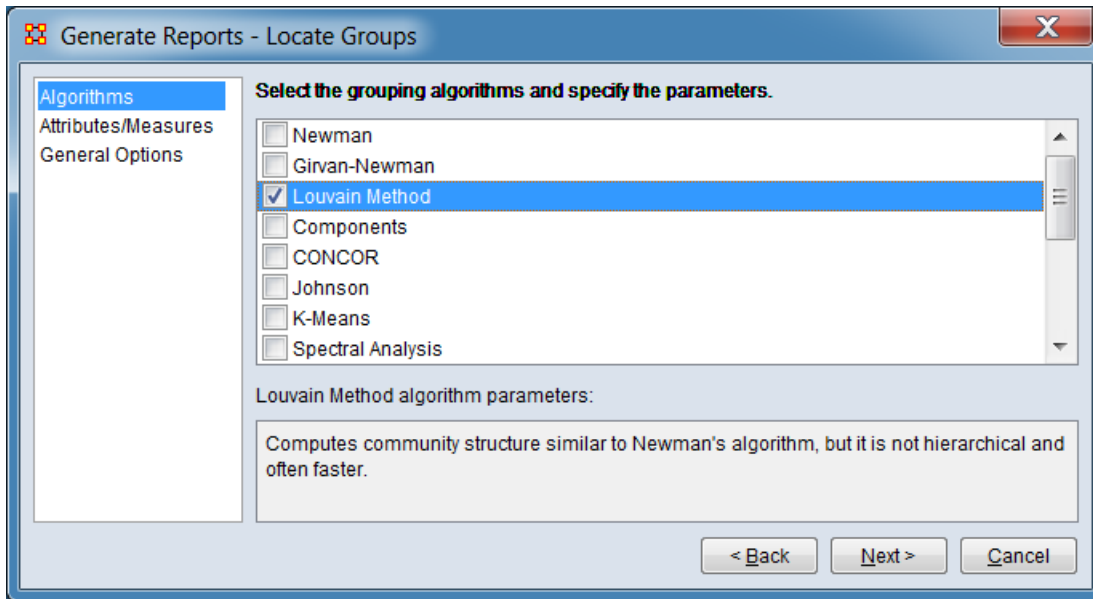 Generate Reports - Locate Groups
X
Algorithms
Attributes/Measures
General Options
Select the grouping algorithms and specify the parameters.
Newman
Girvan-Newman
Louvain Method
Components
CONCOR
Johnson
K-Means
Spectral Analysis
Louvain Method algorithm parameters:
Computes community structure similar to Newman's algorithm, but it is not hierarchical and
often faster.
< Back
Next >
Cancel